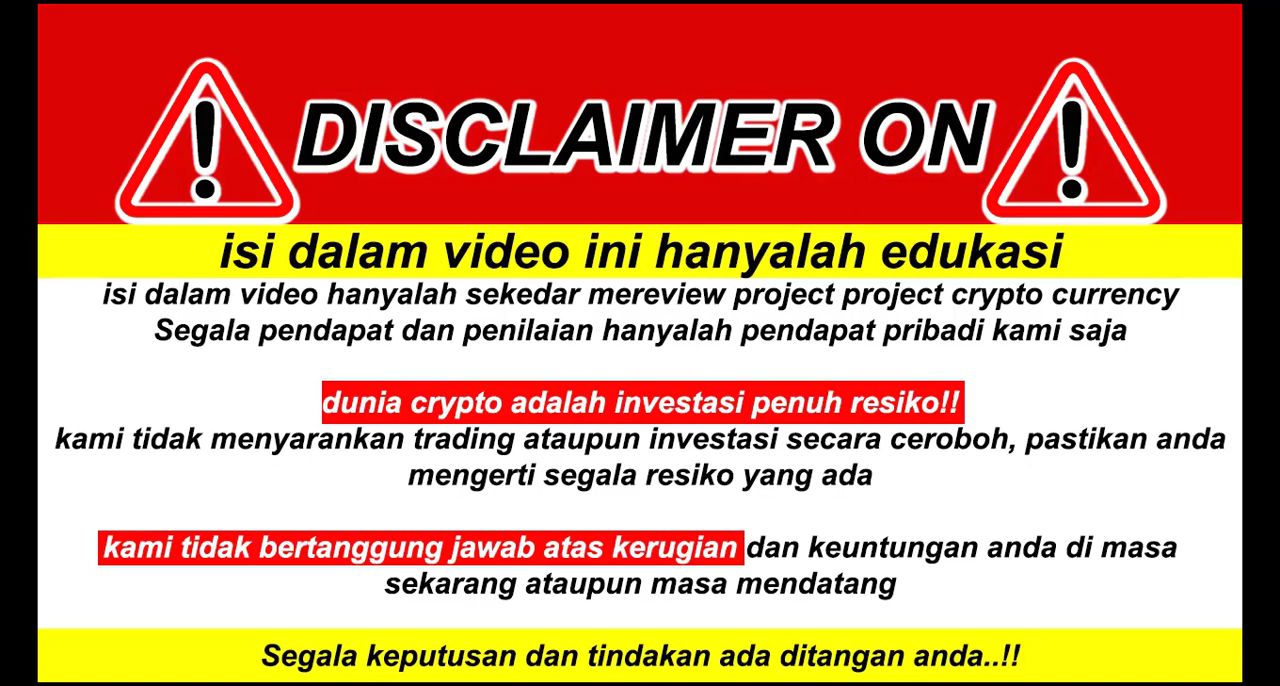 DISCLAIMER ON
isi dalam video ini hanyalah edukasi
isi dalam video hanyalah sekedar mereview project project crypto currency
Segala pendapat dan penilaian hanyalah pendapat pribadi kami saja
dunia crypto adalah investasi penuh resiko!!
kami tidak menyarankan trading ataupun investasi secara ceroboh, pastikan anda
mengerti segala resiko yang ada
kami tidak bertanggung jawab atas kerugian dan keuntungan anda di masa
sekarang ataupun masa mendatang
Segala keputusan dan tindakan ada ditangan anda..!!